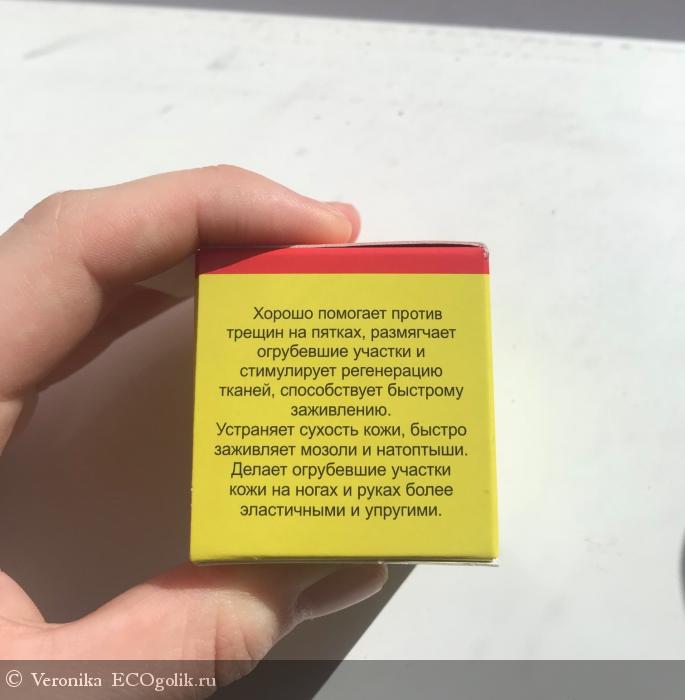 Хорошо помогает против
трещин на пятках, размягчает
огрубевшие участки и
стимулирует регенерацию
тканей, способствует быстрому
заживлению.
Устраняет сухость кожи, быстро
заживляет мозоли и натоптыши.
Делает огрубевшие участки
кожи на ногах и руках более
эластичными и упругими.
© Veronika ECOgolik.ru